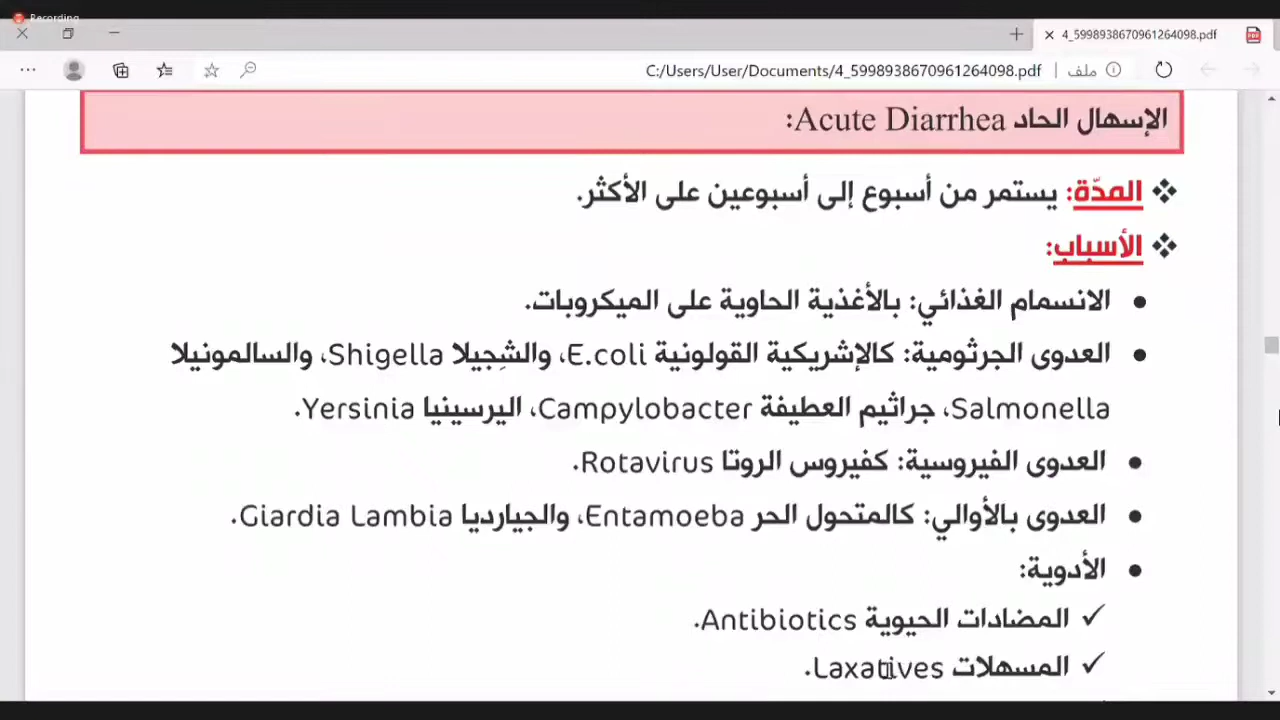 Recording
4_5998938670961264098.pdf
C:/Users/User/Documents/4_5998938670961264098.pdf | ملف
الإسهال الحاد Acute Diarrhea:
❖ المدّة: يستمر من أسبوع إلى أسبوعين على الأكثر.
❖ الأسباب:
• الانسمام الغذائي: بالأغذية الحاوية على الميكروبات.
• العدوى الجرثومية: كالإشريكية القولونية E.coli، والشِجيلا Shigella، والسالمونيلا
Salmonella، جراثيم العطيفة Campylobacter، اليرسينيا Yersinia.
• العدوى الفيروسية: كفيروس الروتا Rotavirus.
• العدوى بالأوالي: كالمتحول الحر Entamoeba، والجيارديا Giardia Lambia.
• الأدوية:
✓ المضادات الحيوية Antibiotics.
✓ المسهلات Laxatives.